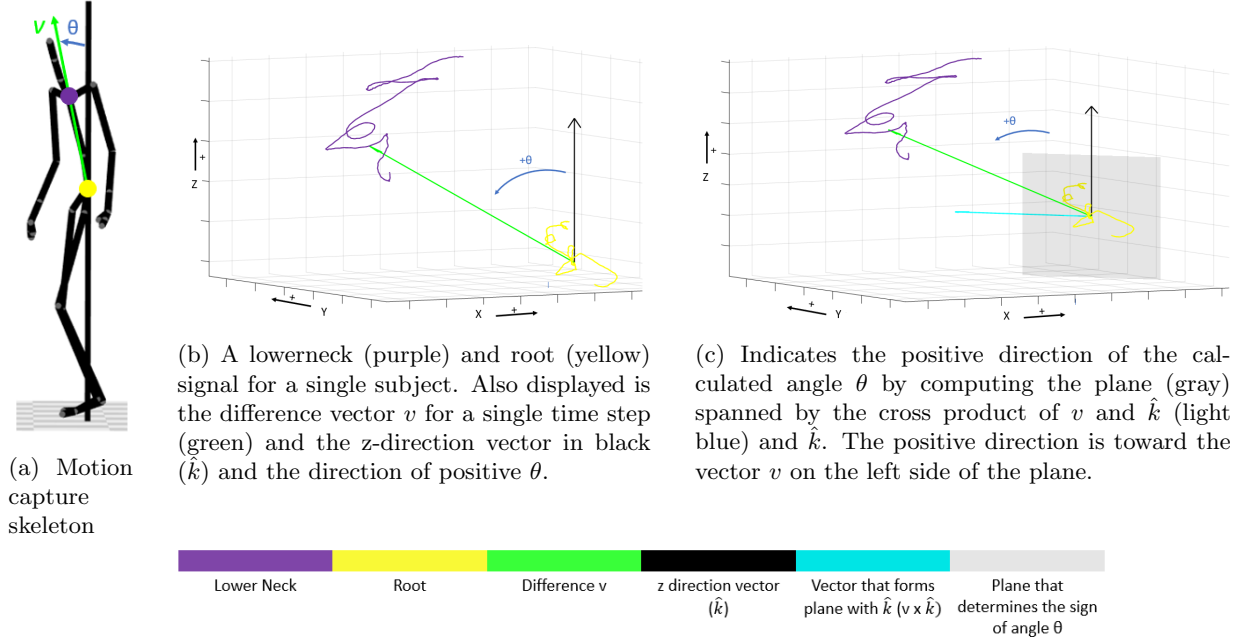 v
θ
(a) Motion
capture
skeleton
+θ
+
Z
+
Y
X
+
(b) A lowerneck (purple) and root (yellow)
signal for a single subject. Also displayed is
the difference vector v for a single time step
(green) and the z-direction vector in black
(k̂) and the direction of positive θ.
+θ
+
Z
+
Y
X
+
(c) Indicates the positive direction of the cal-
culated angle θ by computing the plane (gray)
spanned by the cross product of v and k̂ (light
blue) and k̂. The positive direction is toward the
vector v on the left side of the plane.
Lower Neck
Root
Difference v
z direction vector
(k̂)
Vector that forms
plane with k̂ (v x k̂)
Plane that
determines the sign
of angle θ